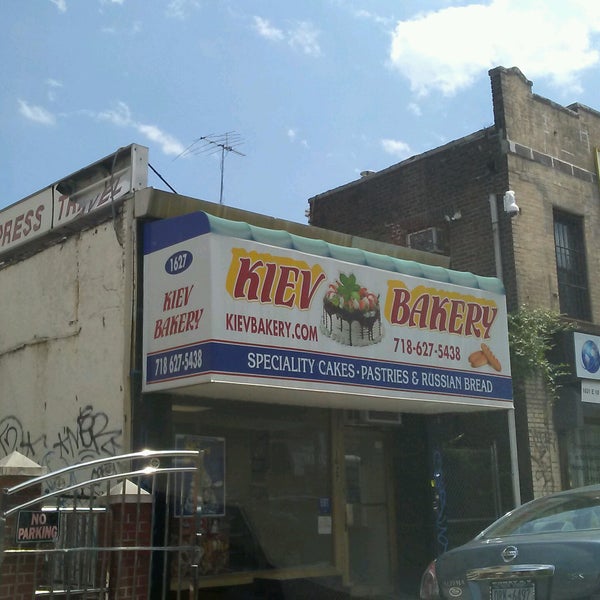 PRESS TRAVEL
1627
KIEV
BAKERY
718 627-5438
KIEV BAKERY
KIEVBAKERY.COM
718-627-5438
SPECIALITY CAKES • PASTRIES & RUSSIAN BREAD
NO
PARKING